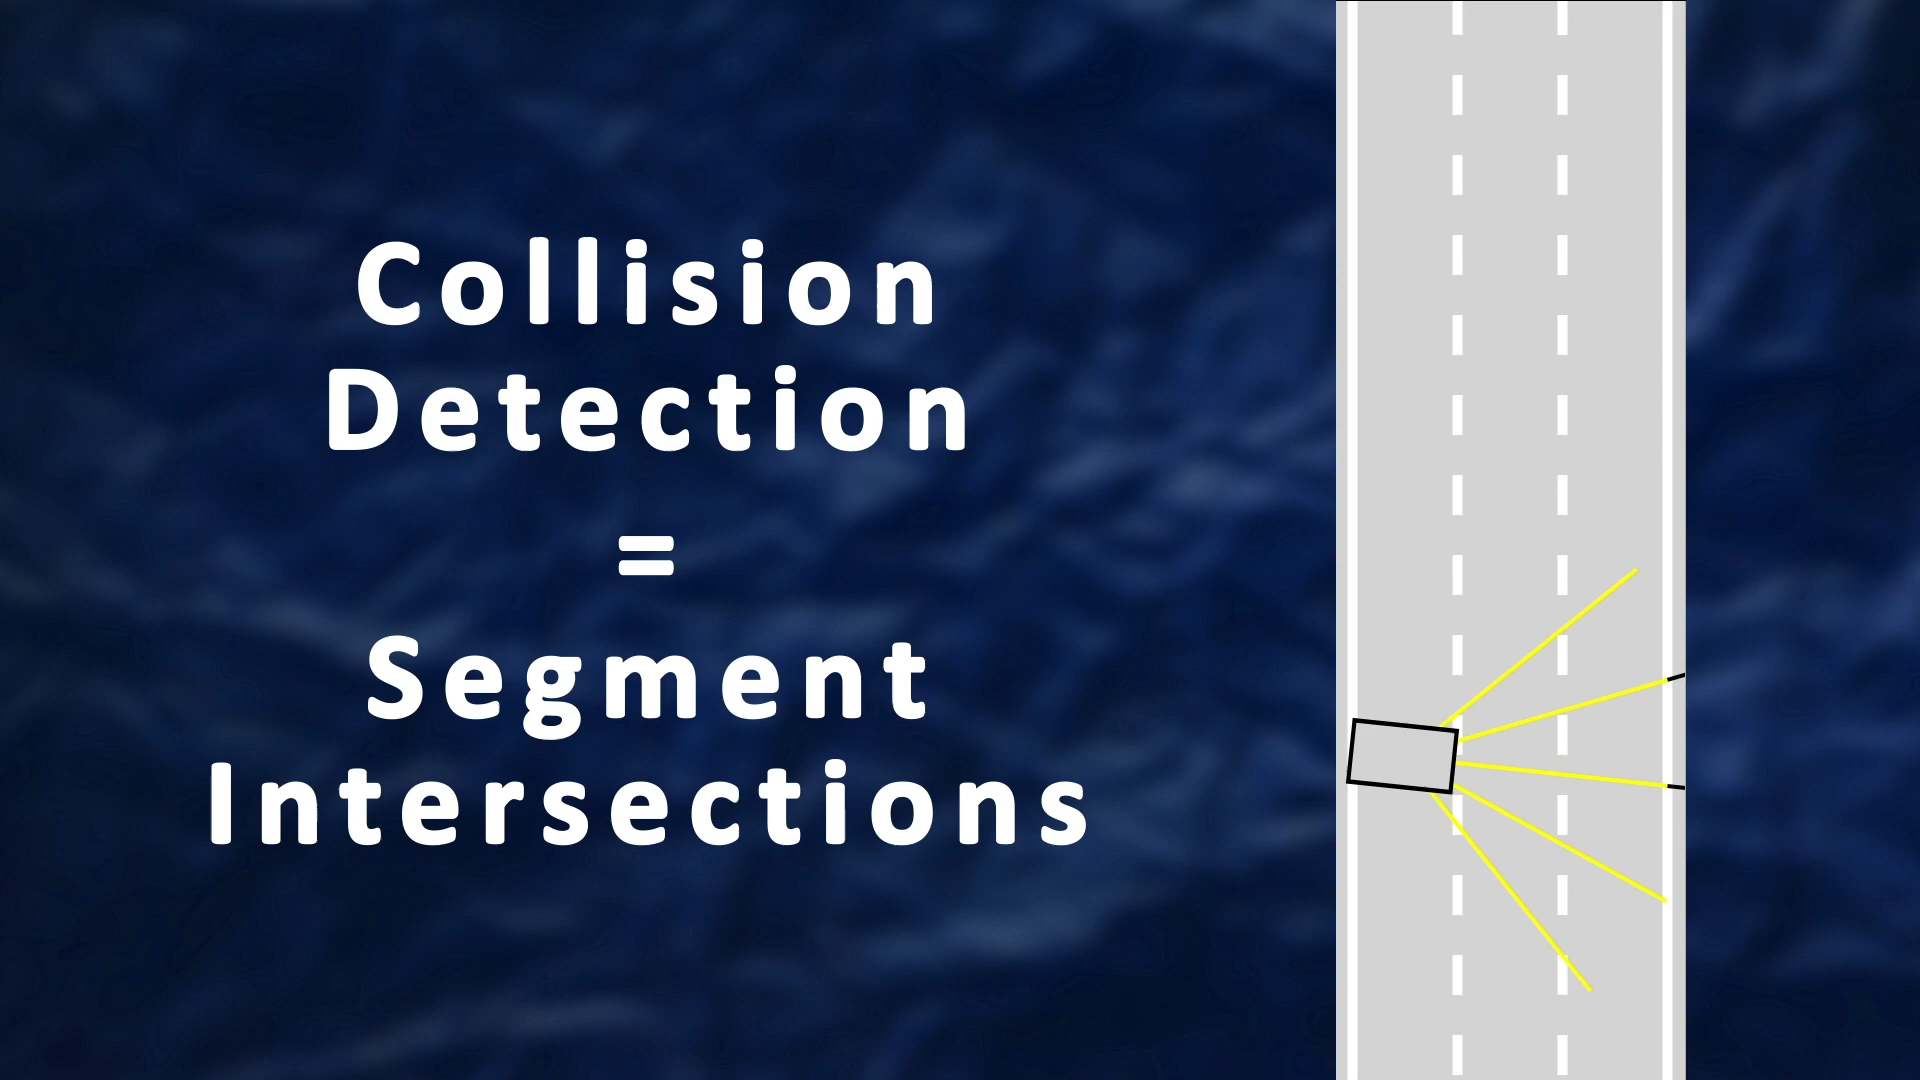 Collision
Detection
=
Segment
Intersections